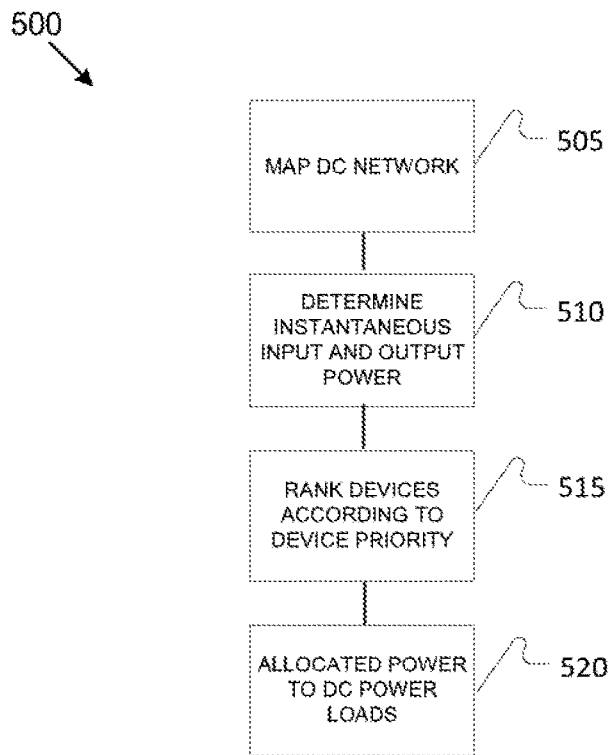 500
MAP DC NETWORK
505
DETERMINE
INSTANTANEOUS
INPUT AND OUTPUT
POWER
510
RANK DEVICES
ACCORDING TO
DEVICE PRIORITY
515
ALLOCATED POWER
TO DC POWER
LOADS
520